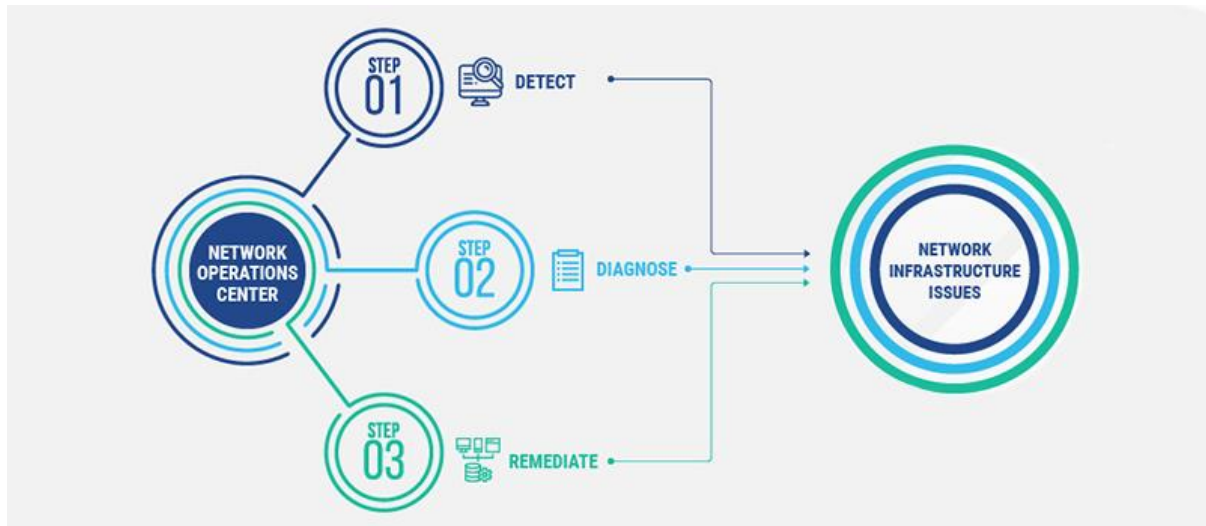 STEP
01
DETECT
NETWORK
OPERATIONS
CENTER
STEP
02
DIAGNOSE
NETWORK
INFRASTRUCTURE
ISSUES
STEP
03
REMEDIATE